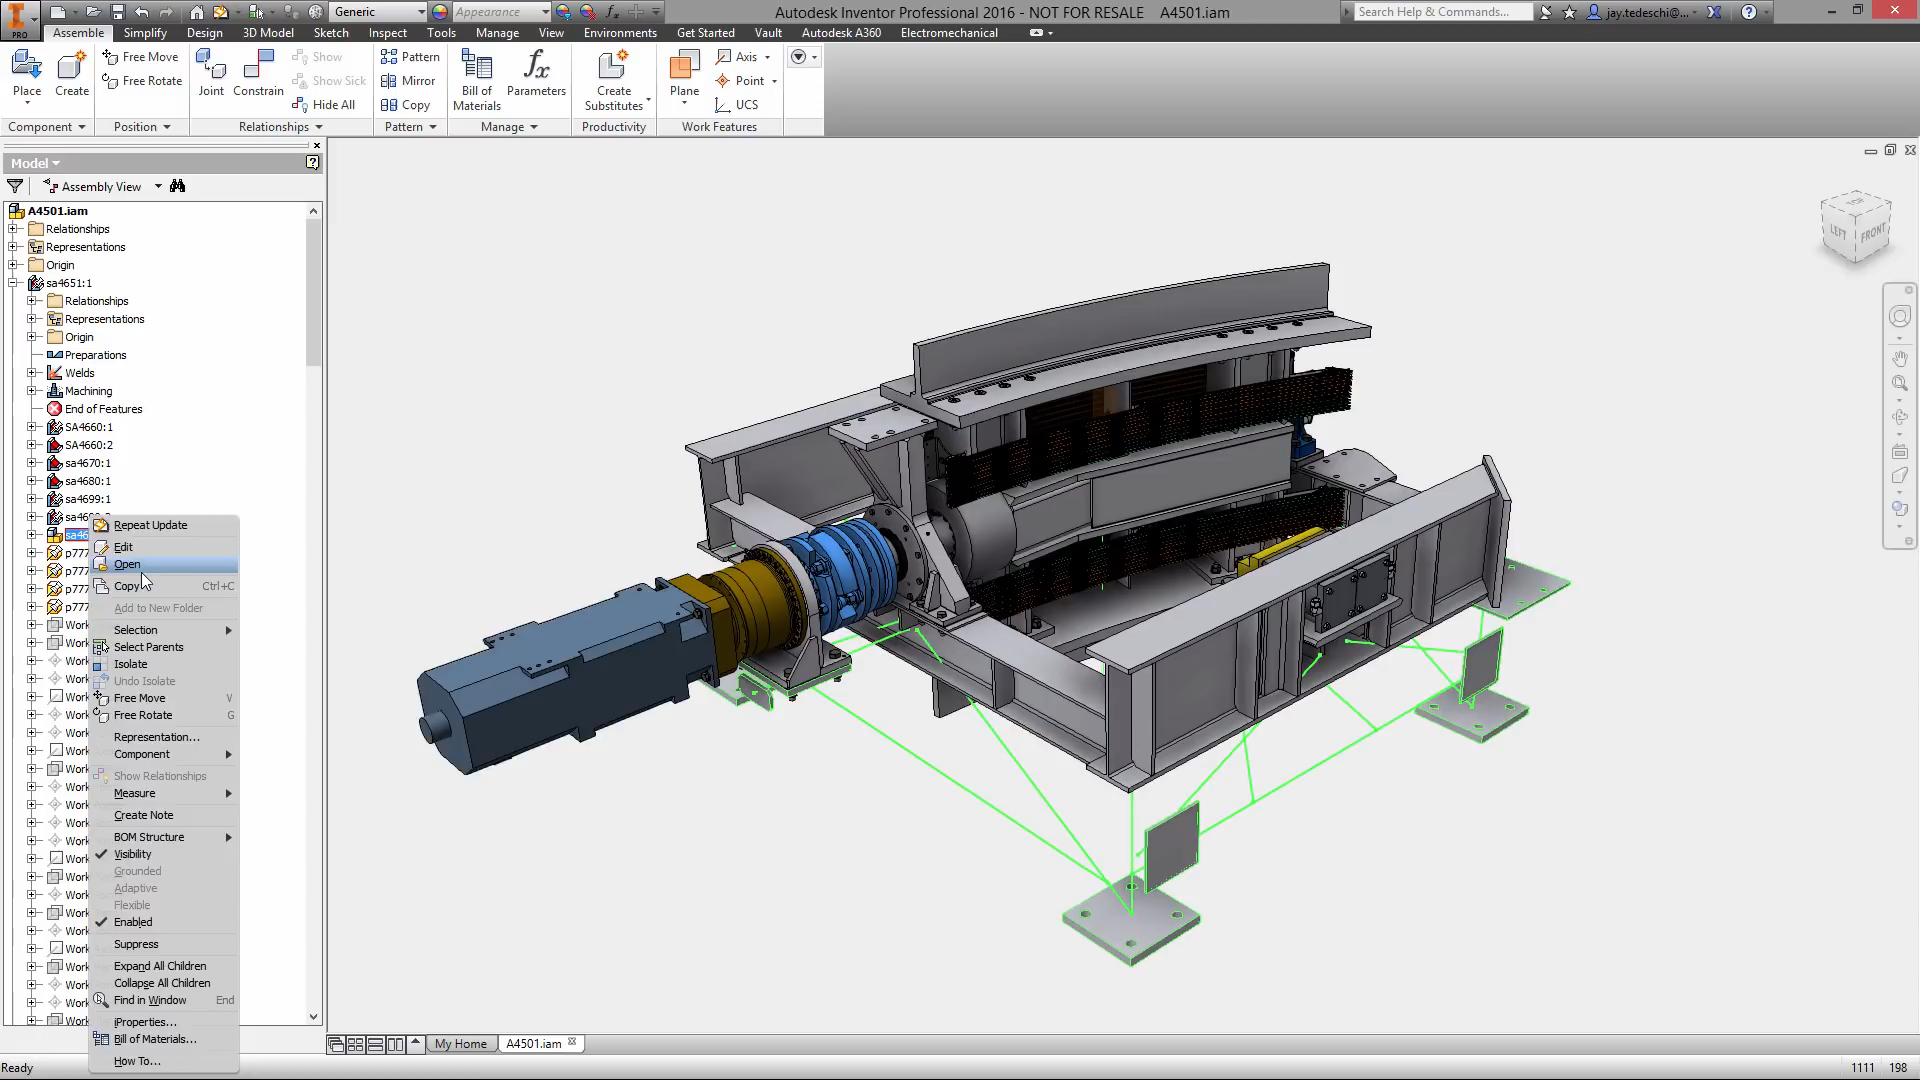 PRO
Generic
Appearance
Autodesk Inventor Professional 2016 - NOT FOR RESALE A4501.iam
Search Help & Commands...
jay.tedeschi@...
Assemble Simplify Design 3D Model Sketch Inspect Tools Manage View Environments Get Started Vault Autodesk A360 Electromechanical
Place
Create
Free Move
Free Rotate
Joint
Constrain
Show
Show Sick
Hide All
Pattern
Mirror
Copy
Bill of
Materials
fx
Parameters
Create
Substitutes
Plane
Axis
Point
UCS
Component
Position
Relationships
Pattern
Manage
Productivity
Work Features
Model
Assembly View
A4501.iam
Relationships
Representations
Origin
sa4651:1
Relationships
Representations
Origin
Preparations
Welds
Machining
End of Features
SA4660:1
SA4660:2
sa4670:1
sa4680:1
sa4699:1
Repeat Update
Edit
Open
Copy Ctrl+C
Add to New Folder
Selection
Select Parents
Isolate
Undo Isolate
Free Move V
Free Rotate G
Representation...
Component
Show Relationships
Measure
Create Note
BOM Structure
Visibility
Grounded
Adaptive
Flexible
Enabled
Suppress
Expand All Children
Collapse All Children
Find in Window End
iProperties...
Bill of Materials...
How To...
TOP
LEFT
FRONT
My Home
A4501.iam
Ready
1111 198